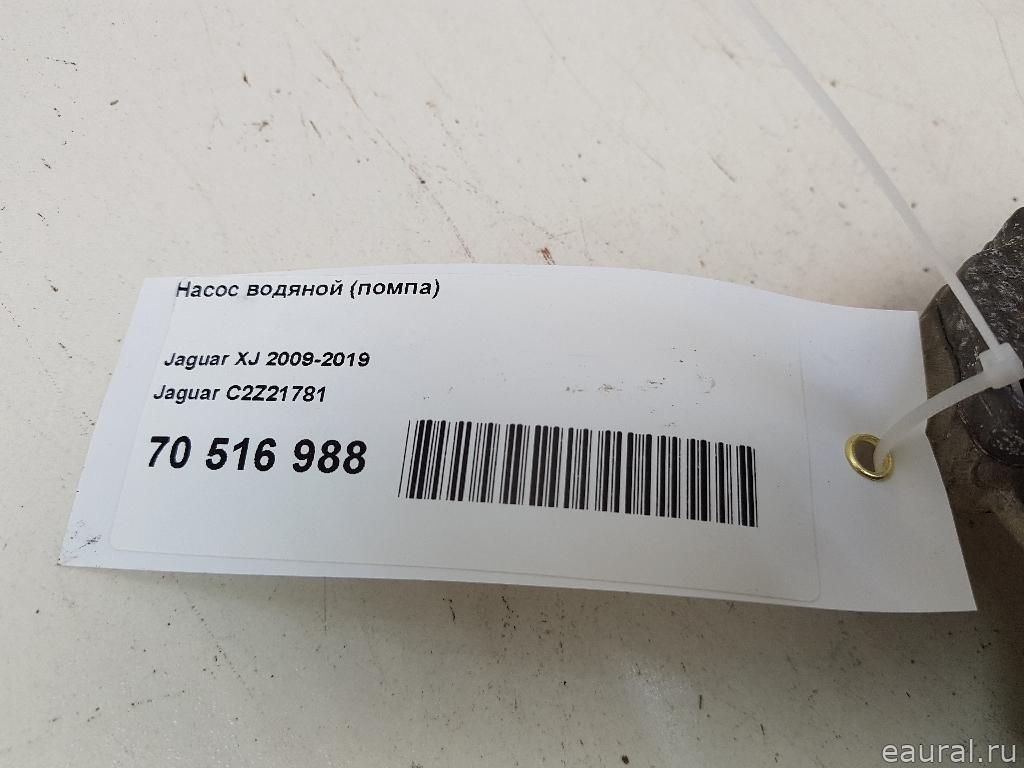 Насос водяной (помпа)
Jaguar XJ 2009-2019
Jaguar C2Z21781
70 516 988
eaural.ru